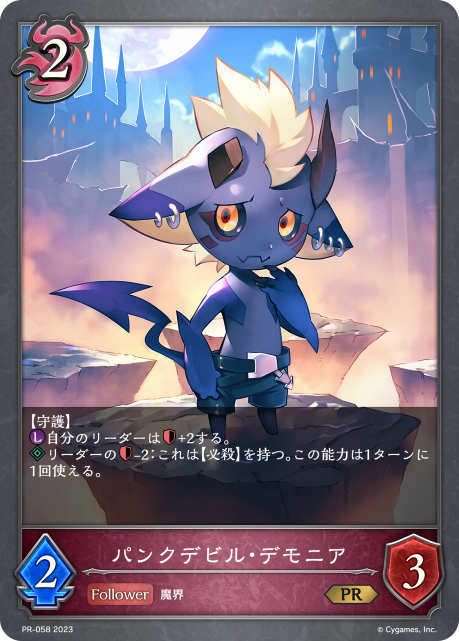 2
【守護】
L 自分のリーダーは+2する。
リーダーの-2：これは【必殺】を持つ。この能力は1ターンに
1回使える。
パンクデビル・デモニア
2
Follower 魔界
PR
3
PR-058 2023
© Cygames, Inc.